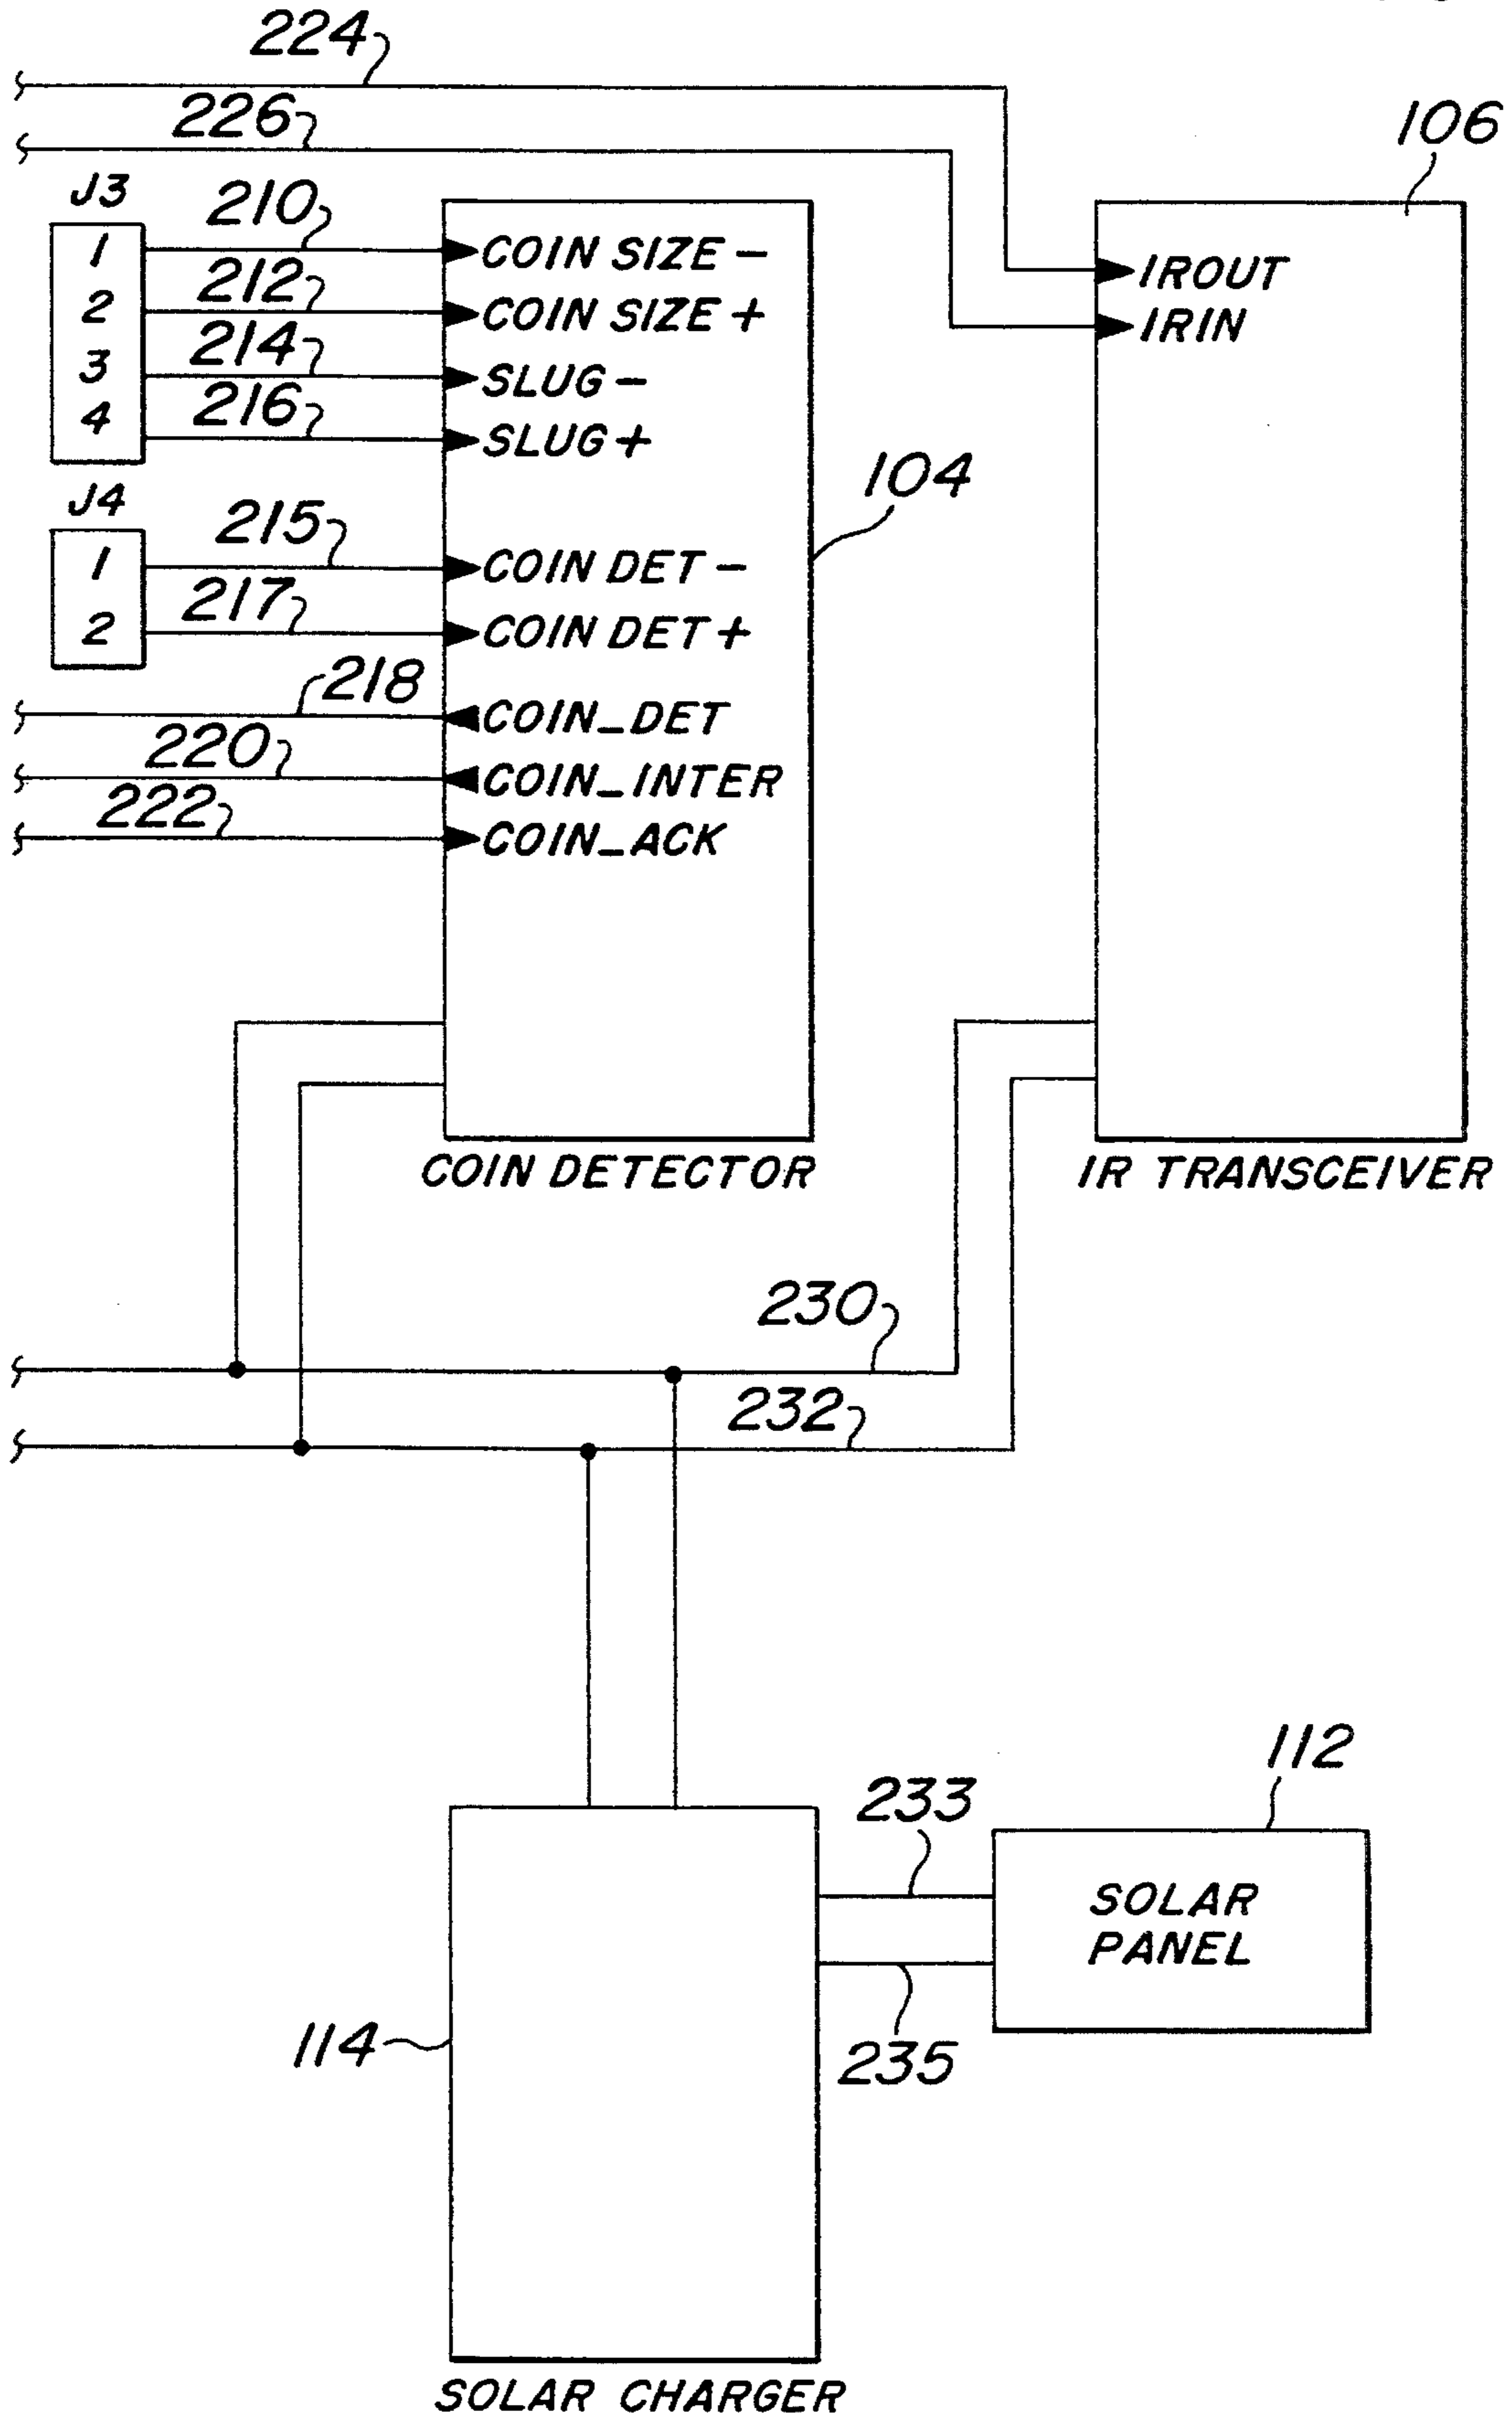 224
226
106
J3
210
1
COIN SIZE -
IROUT
212
2
COIN SIZE +
IRIN
214
3
SLUG -
216
4
SLUG +
104
J4
215
1
COIN DET -
217
2
COIN DET +
218
COIN_DET
220
COIN_INTER
222
COIN_ACK
COIN DETECTOR
IR TRANSCEIVER
230
232
112
233
SOLAR
PANEL
114
235
SOLAR CHARGER